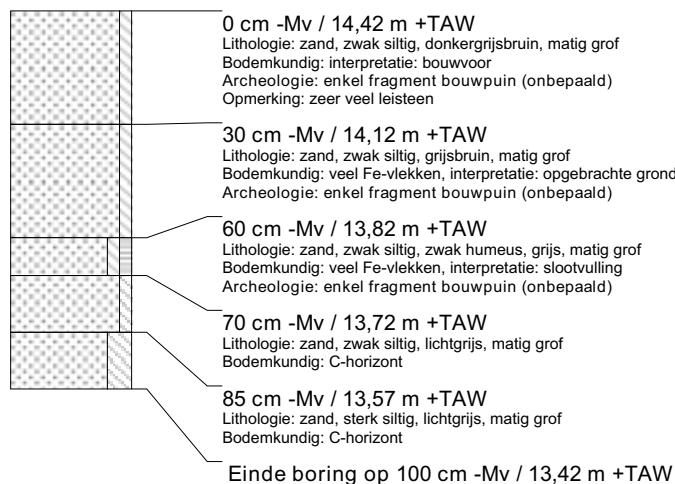 0 cm -Mv / 14,42 m +TAW
Lithologie: zand, zwak siltig, donkergrijsbruin, matig grof
Bodemkundig: interpretatie: bouwvoor
Archeologie: enkel fragment bouwpuin (onbepaald)
Opmerking: zeer veel leisteen
30 cm -Mv / 14,12 m +TAW
Lithologie: zand, zwak siltig, grijsbruin, matig grof
Bodemkundig: veel Fe-vlekken, interpretatie: opgebrachte grond
Archeologie: enkel fragment bouwpuin (onbepaald)
60 cm -Mv / 13,82 m +TAW
Lithologie: zand, zwak siltig, zwak humeus, grijs, matig grof
Bodemkundig: veel Fe-vlekken, interpretatie: slootvulling
Archeologie: enkel fragment bouwpuin (onbepaald)
70 cm -Mv / 13,72 m +TAW
Lithologie: zand, zwak siltig, lichtgrijs, matig grof
Bodemkundig: C-horizont
85 cm -Mv / 13,57 m +TAW
Lithologie: zand, sterk siltig, lichtgrijs, matig grof
Bodemkundig: C-horizont
Einde boring op 100 cm -Mv / 13,42 m +TAW